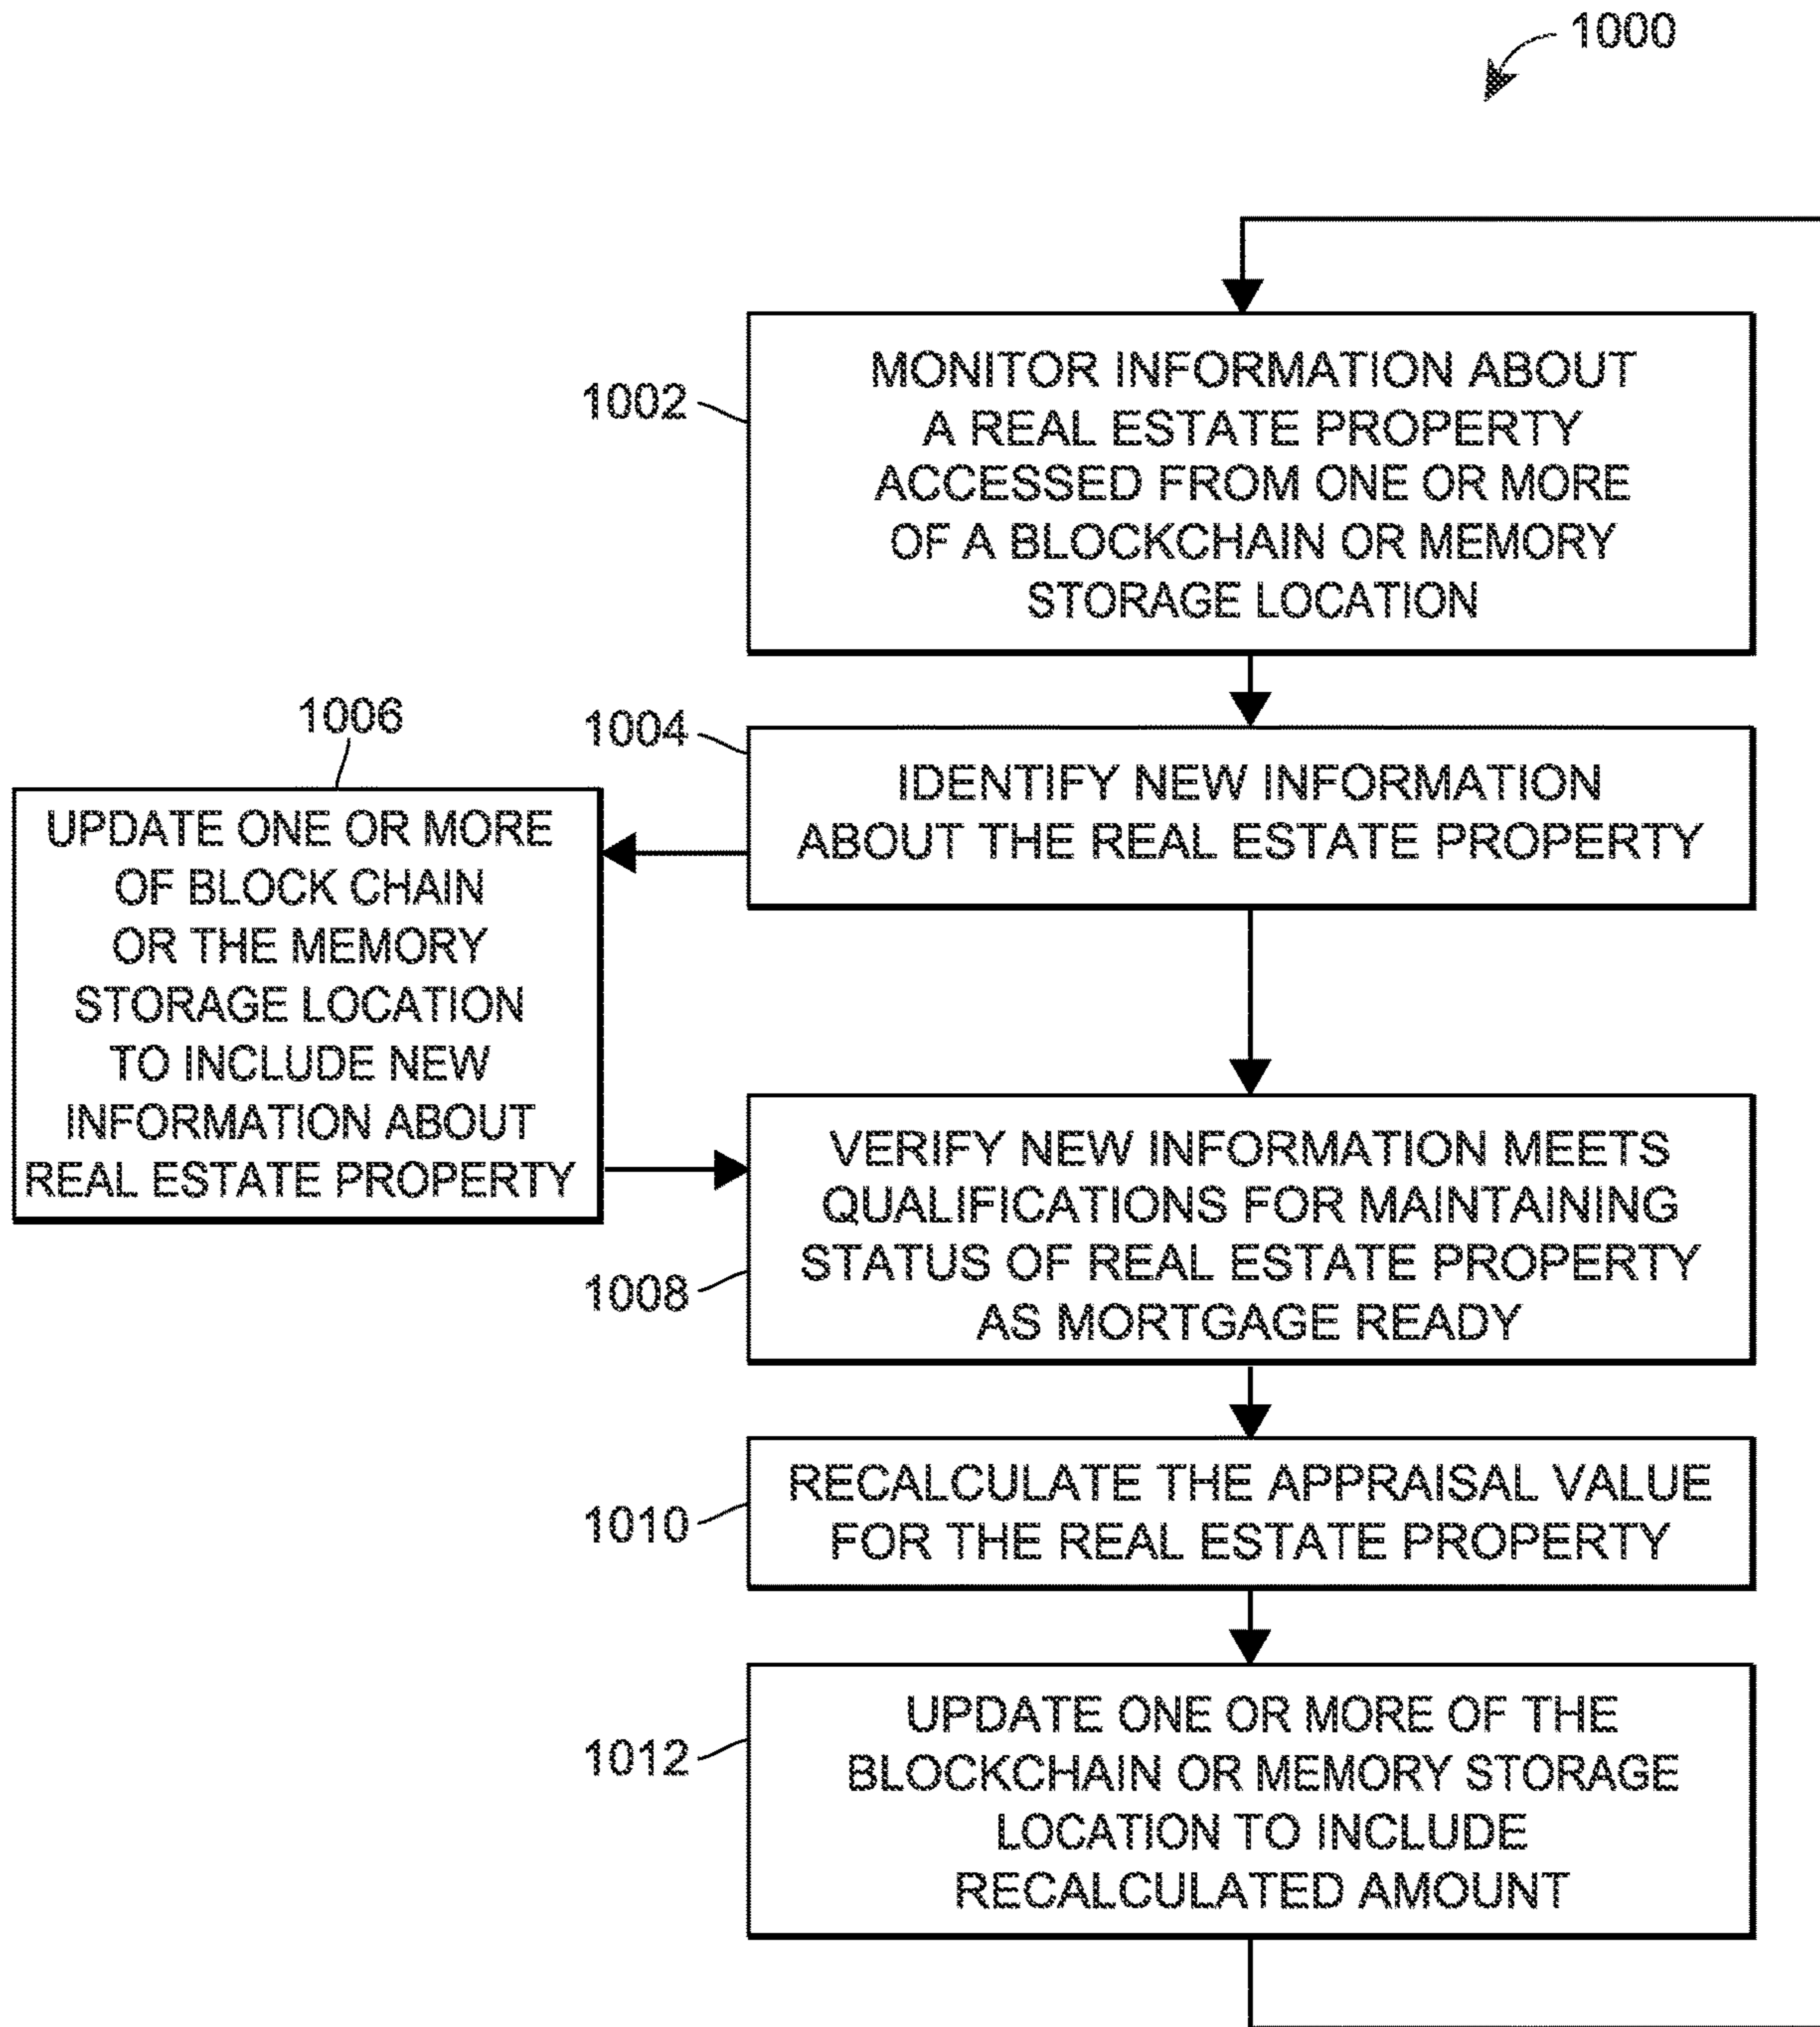 1000
1002
MONITOR INFORMATION ABOUT
A REAL ESTATE PROPERTY
ACCESSED FROM ONE OR MORE
OF A BLOCKCHAIN OR MEMORY
STORAGE LOCATION
1004
IDENTIFY NEW INFORMATION
ABOUT THE REAL ESTATE PROPERTY
1006
UPDATE ONE OR MORE
OF BLOCK CHAIN
OR THE MEMORY
STORAGE LOCATION
TO INCLUDE NEW
INFORMATION ABOUT
REAL ESTATE PROPERTY
1008
VERIFY NEW INFORMATION MEETS
QUALIFICATIONS FOR MAINTAINING
STATUS OF REAL ESTATE PROPERTY
AS MORTGAGE READY
1010
RECALCULATE THE APPRAISAL VALUE
FOR THE REAL ESTATE PROPERTY
1012
UPDATE ONE OR MORE OF THE
BLOCKCHAIN OR MEMORY STORAGE
LOCATION TO INCLUDE
RECALCULATED AMOUNT